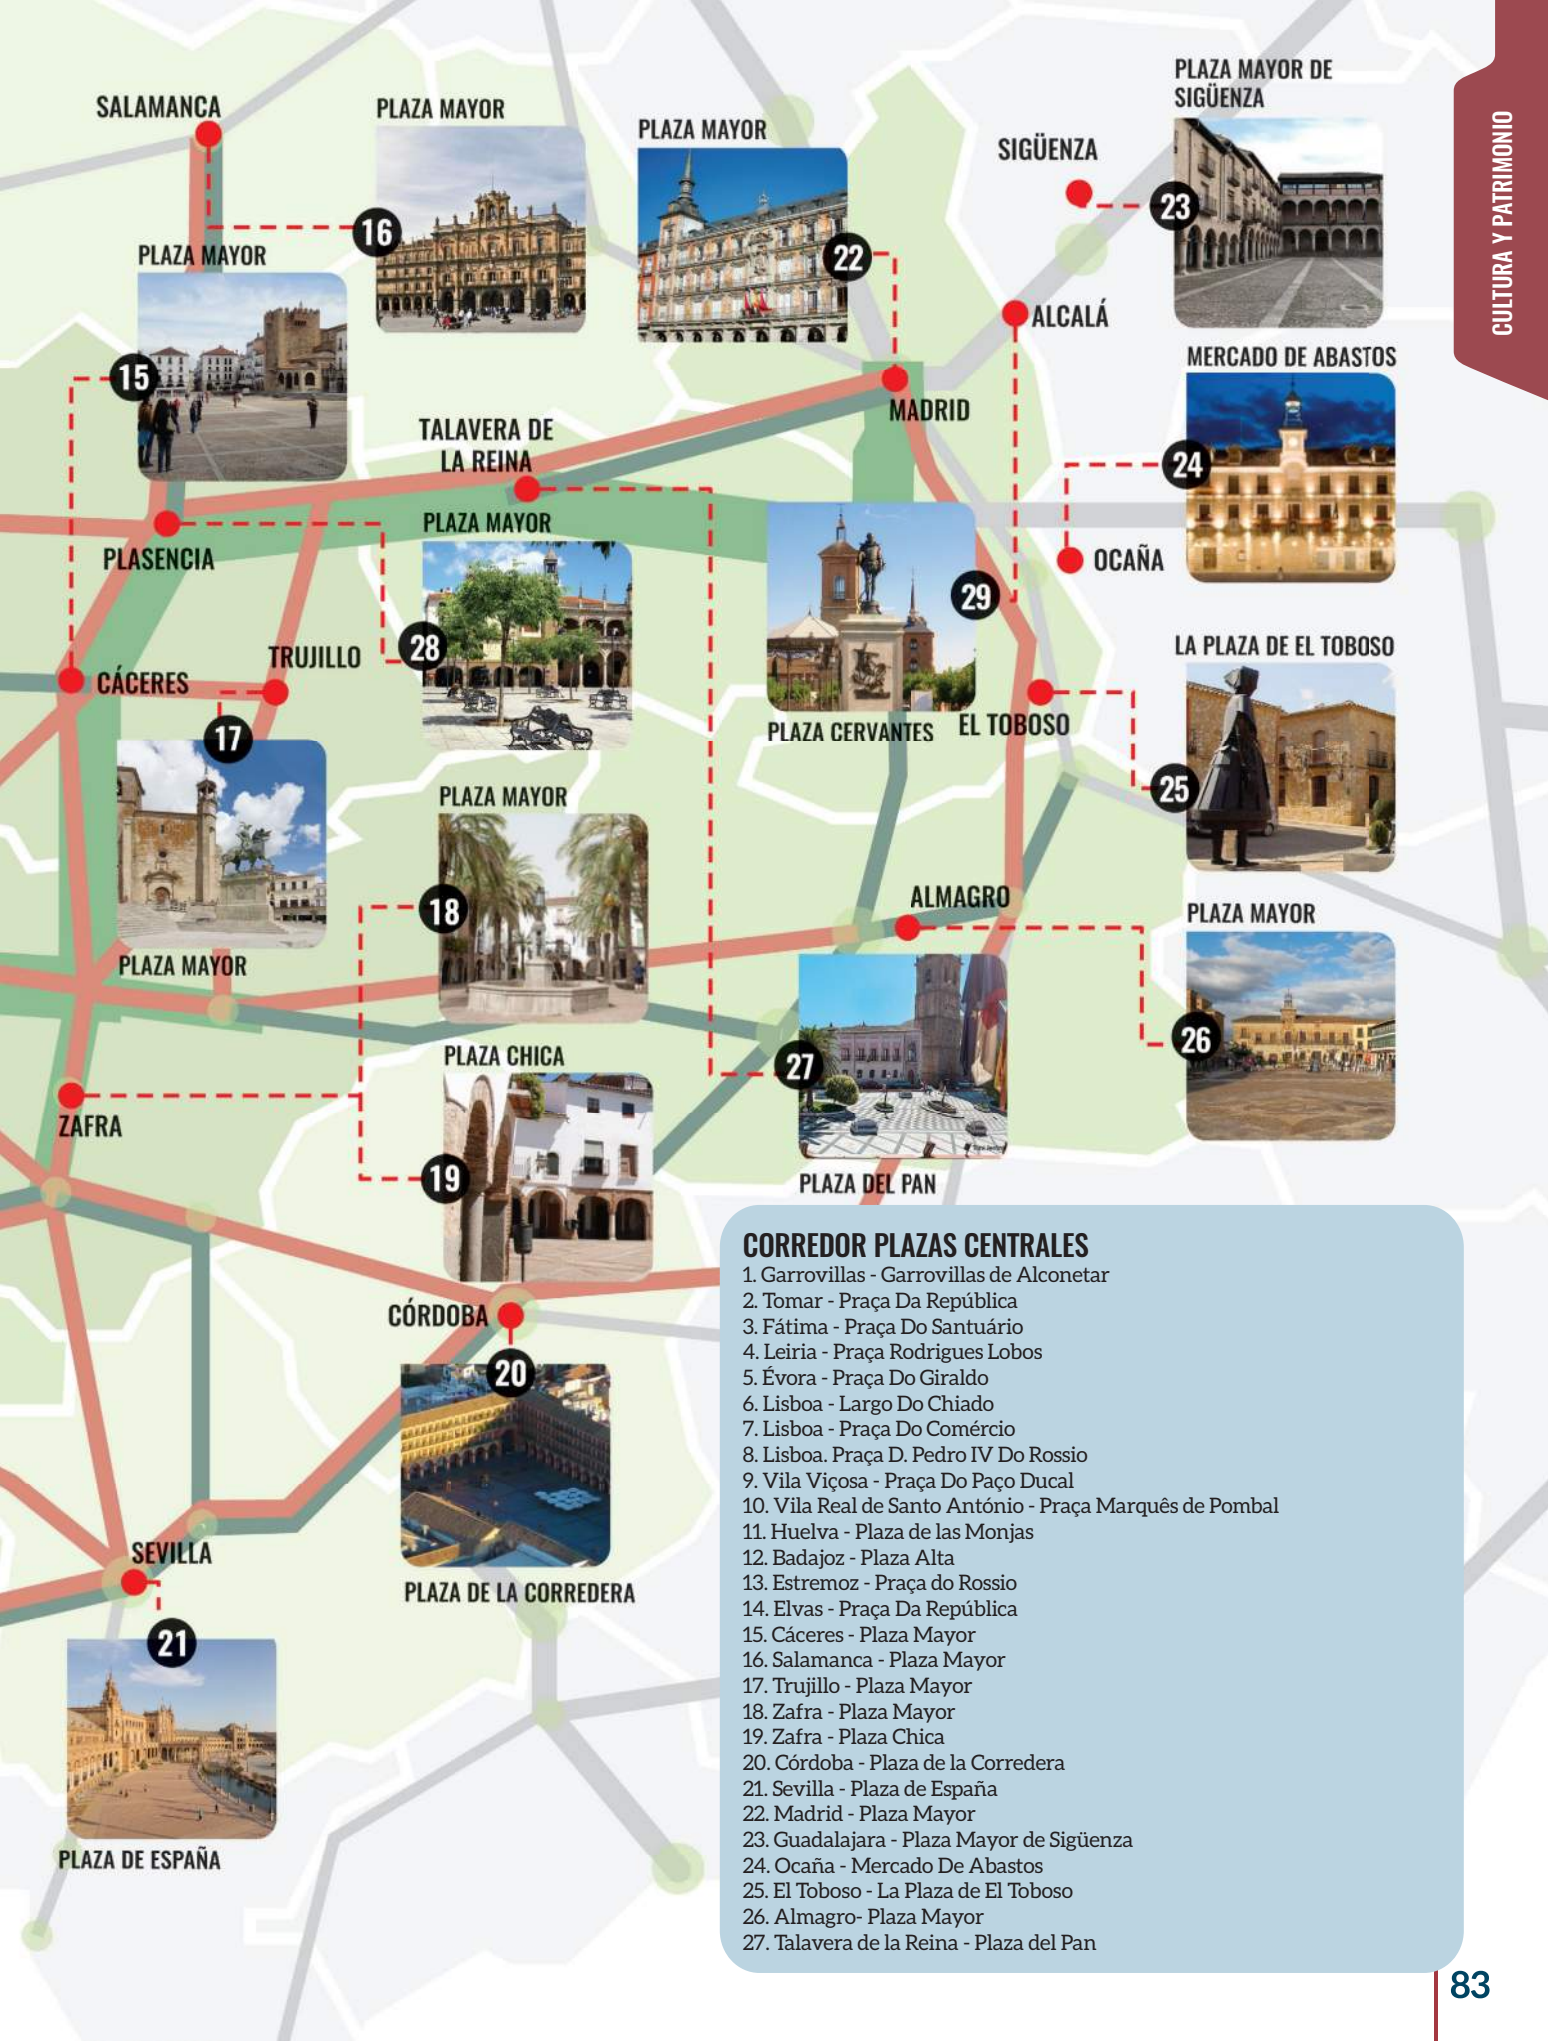 SALAMANCA
PLAZA MAYOR
16
PLAZA MAYOR
22
PLAZA MAYOR DE
SIGÜENZA
SIGÜENZA
23
CULTURA Y PATRIMONIO
PLAZA MAYOR
15
ALCALÁ
MADRID
MERCADO DE ABASTOS
24
OCAÑA
TALAVERA DE
LA REINA
PLASENCIA
PLAZA MAYOR
28
29
PLAZA CERVANTES
EL TOBOSO
LA PLAZA DE EL TOBOSO
25
CÁCERES
TRUJILLO
17
PLAZA MAYOR
PLAZA MAYOR
18
ALMAGRO
PLAZA MAYOR
26
27
PLAZA DEL PAN
ZAFRA
PLAZA CHICA
19
CÓRDOBA
20
PLAZA DE LA CORREDERA
SEVILLA
21
PLAZA DE ESPAÑA
CORREDOR PLAZAS CENTRALES
1. Garrovillas - Garrovillas de Alconetar
2. Tomar - Praça Da República
3. Fátima - Praça Do Santuário
4. Leiria - Praça Rodrigues Lobos
5. Évora - Praça Do Giraldo
6. Lisboa - Largo Do Chiado
7. Lisboa - Praça Do Comércio
8. Lisboa. Praça D. Pedro IV Do Rossio
9. Vila Viçosa - Praça Do Paço Ducal
10. Vila Real de Santo António - Praça Marquês de Pombal
11. Huelva - Plaza de las Monjas
12. Badajoz - Plaza Alta
13. Estremoz - Praça do Rossio
14. Elvas - Praça Da República
15. Cáceres - Plaza Mayor
16. Salamanca - Plaza Mayor
17. Trujillo - Plaza Mayor
18. Zafra - Plaza Mayor
19. Zafra - Plaza Chica
20. Córdoba - Plaza de la Corredera
21. Sevilla - Plaza de España
22. Madrid - Plaza Mayor
23. Guadalajara - Plaza Mayor de Sigüenza
24. Ocaña - Mercado De Abastos
25. El Toboso - La Plaza de El Toboso
26. Almagro- Plaza Mayor
27. Talavera de la Reina - Plaza del Pan
83